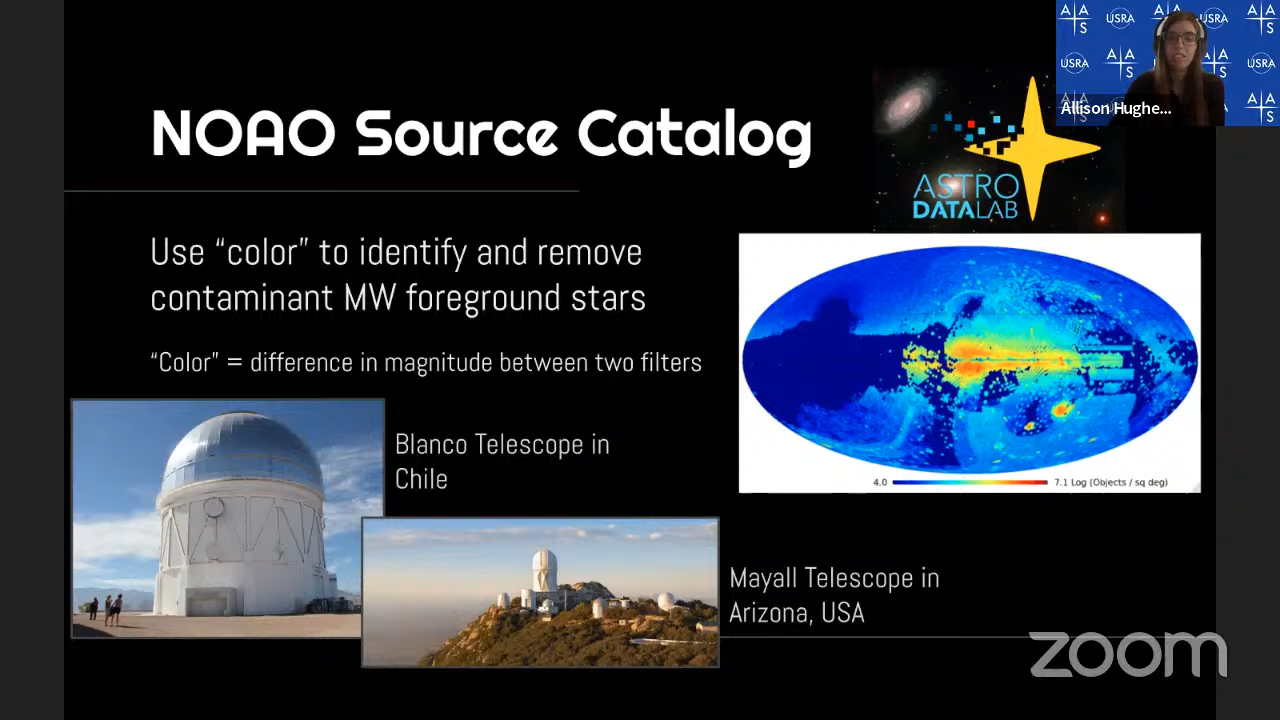 NOAO Source Catalog
ASTRO
DATALAB
AAS
USRA
Allison Hughe...
Use “color” to identify and remove
contaminant MW foreground stars
“Color” = difference in magnitude between two filters
Blanco Telescope in
Chile
4.0
7.1 Log (Objects / sq deg)
Mayall Telescope in
Arizona, USA
zoom